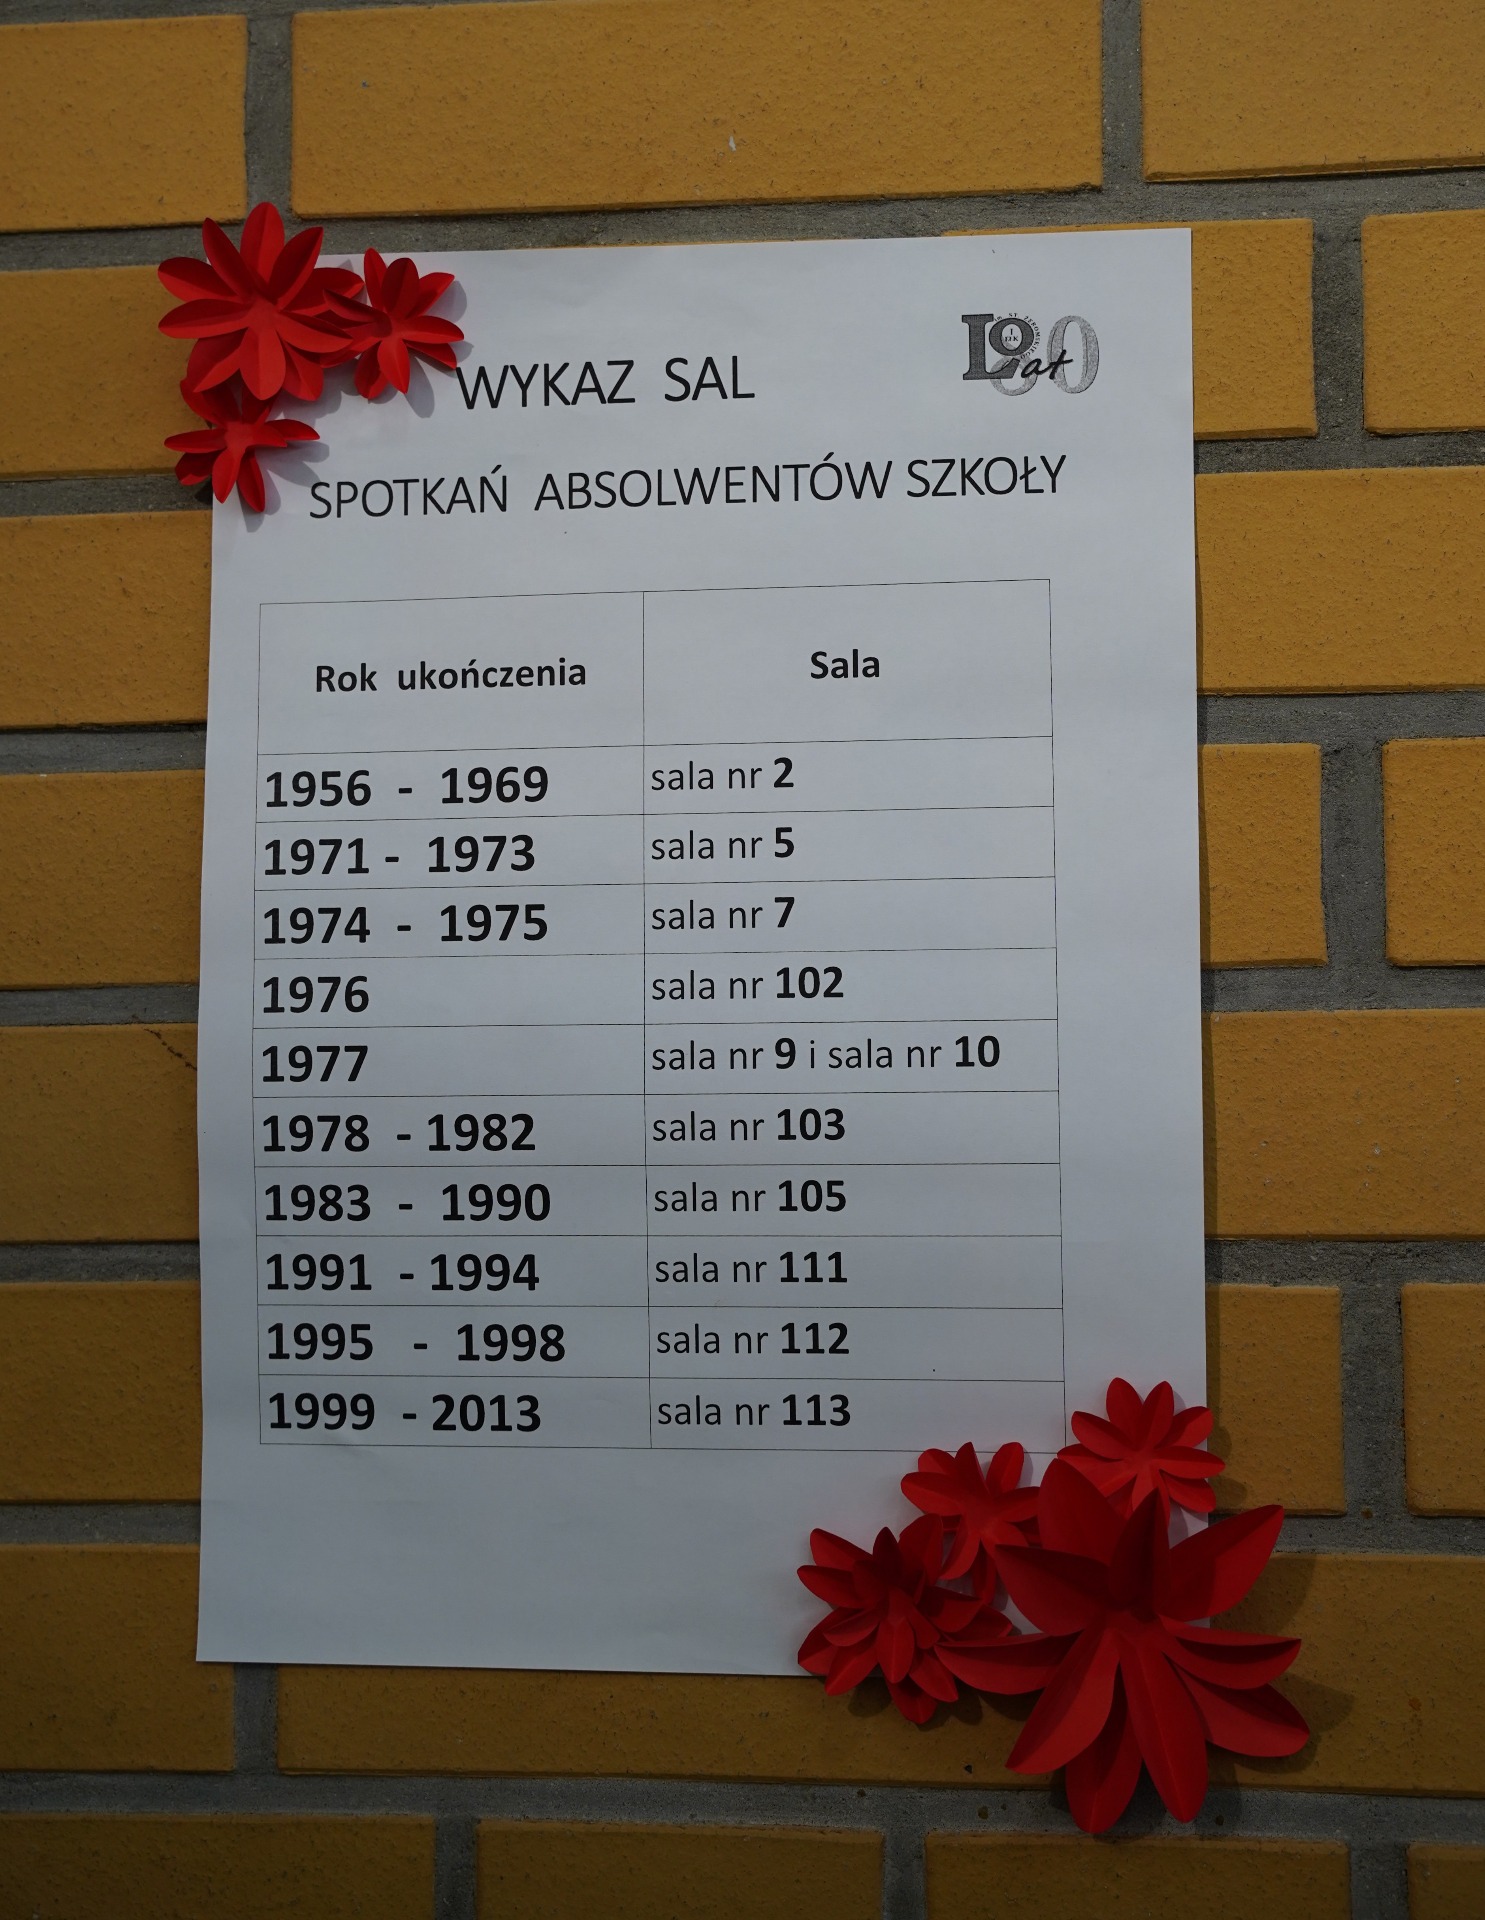 LO
80
Lat
WYKAZ SAL
SPOTKAŃ ABSOLWENTÓW SZKOŁY
Rok ukończenia Sala
1956 - 1969 sala nr 2
1971 - 1973 sala nr 5
1974 - 1975 sala nr 7
1976 sala nr 102
1977 sala nr 9 i sala nr 10
1978 - 1982 sala nr 103
1983 - 1990 sala nr 105
1991 - 1994 sala nr 111
1995 - 1998 sala nr 112
1999 - 2013 sala nr 113